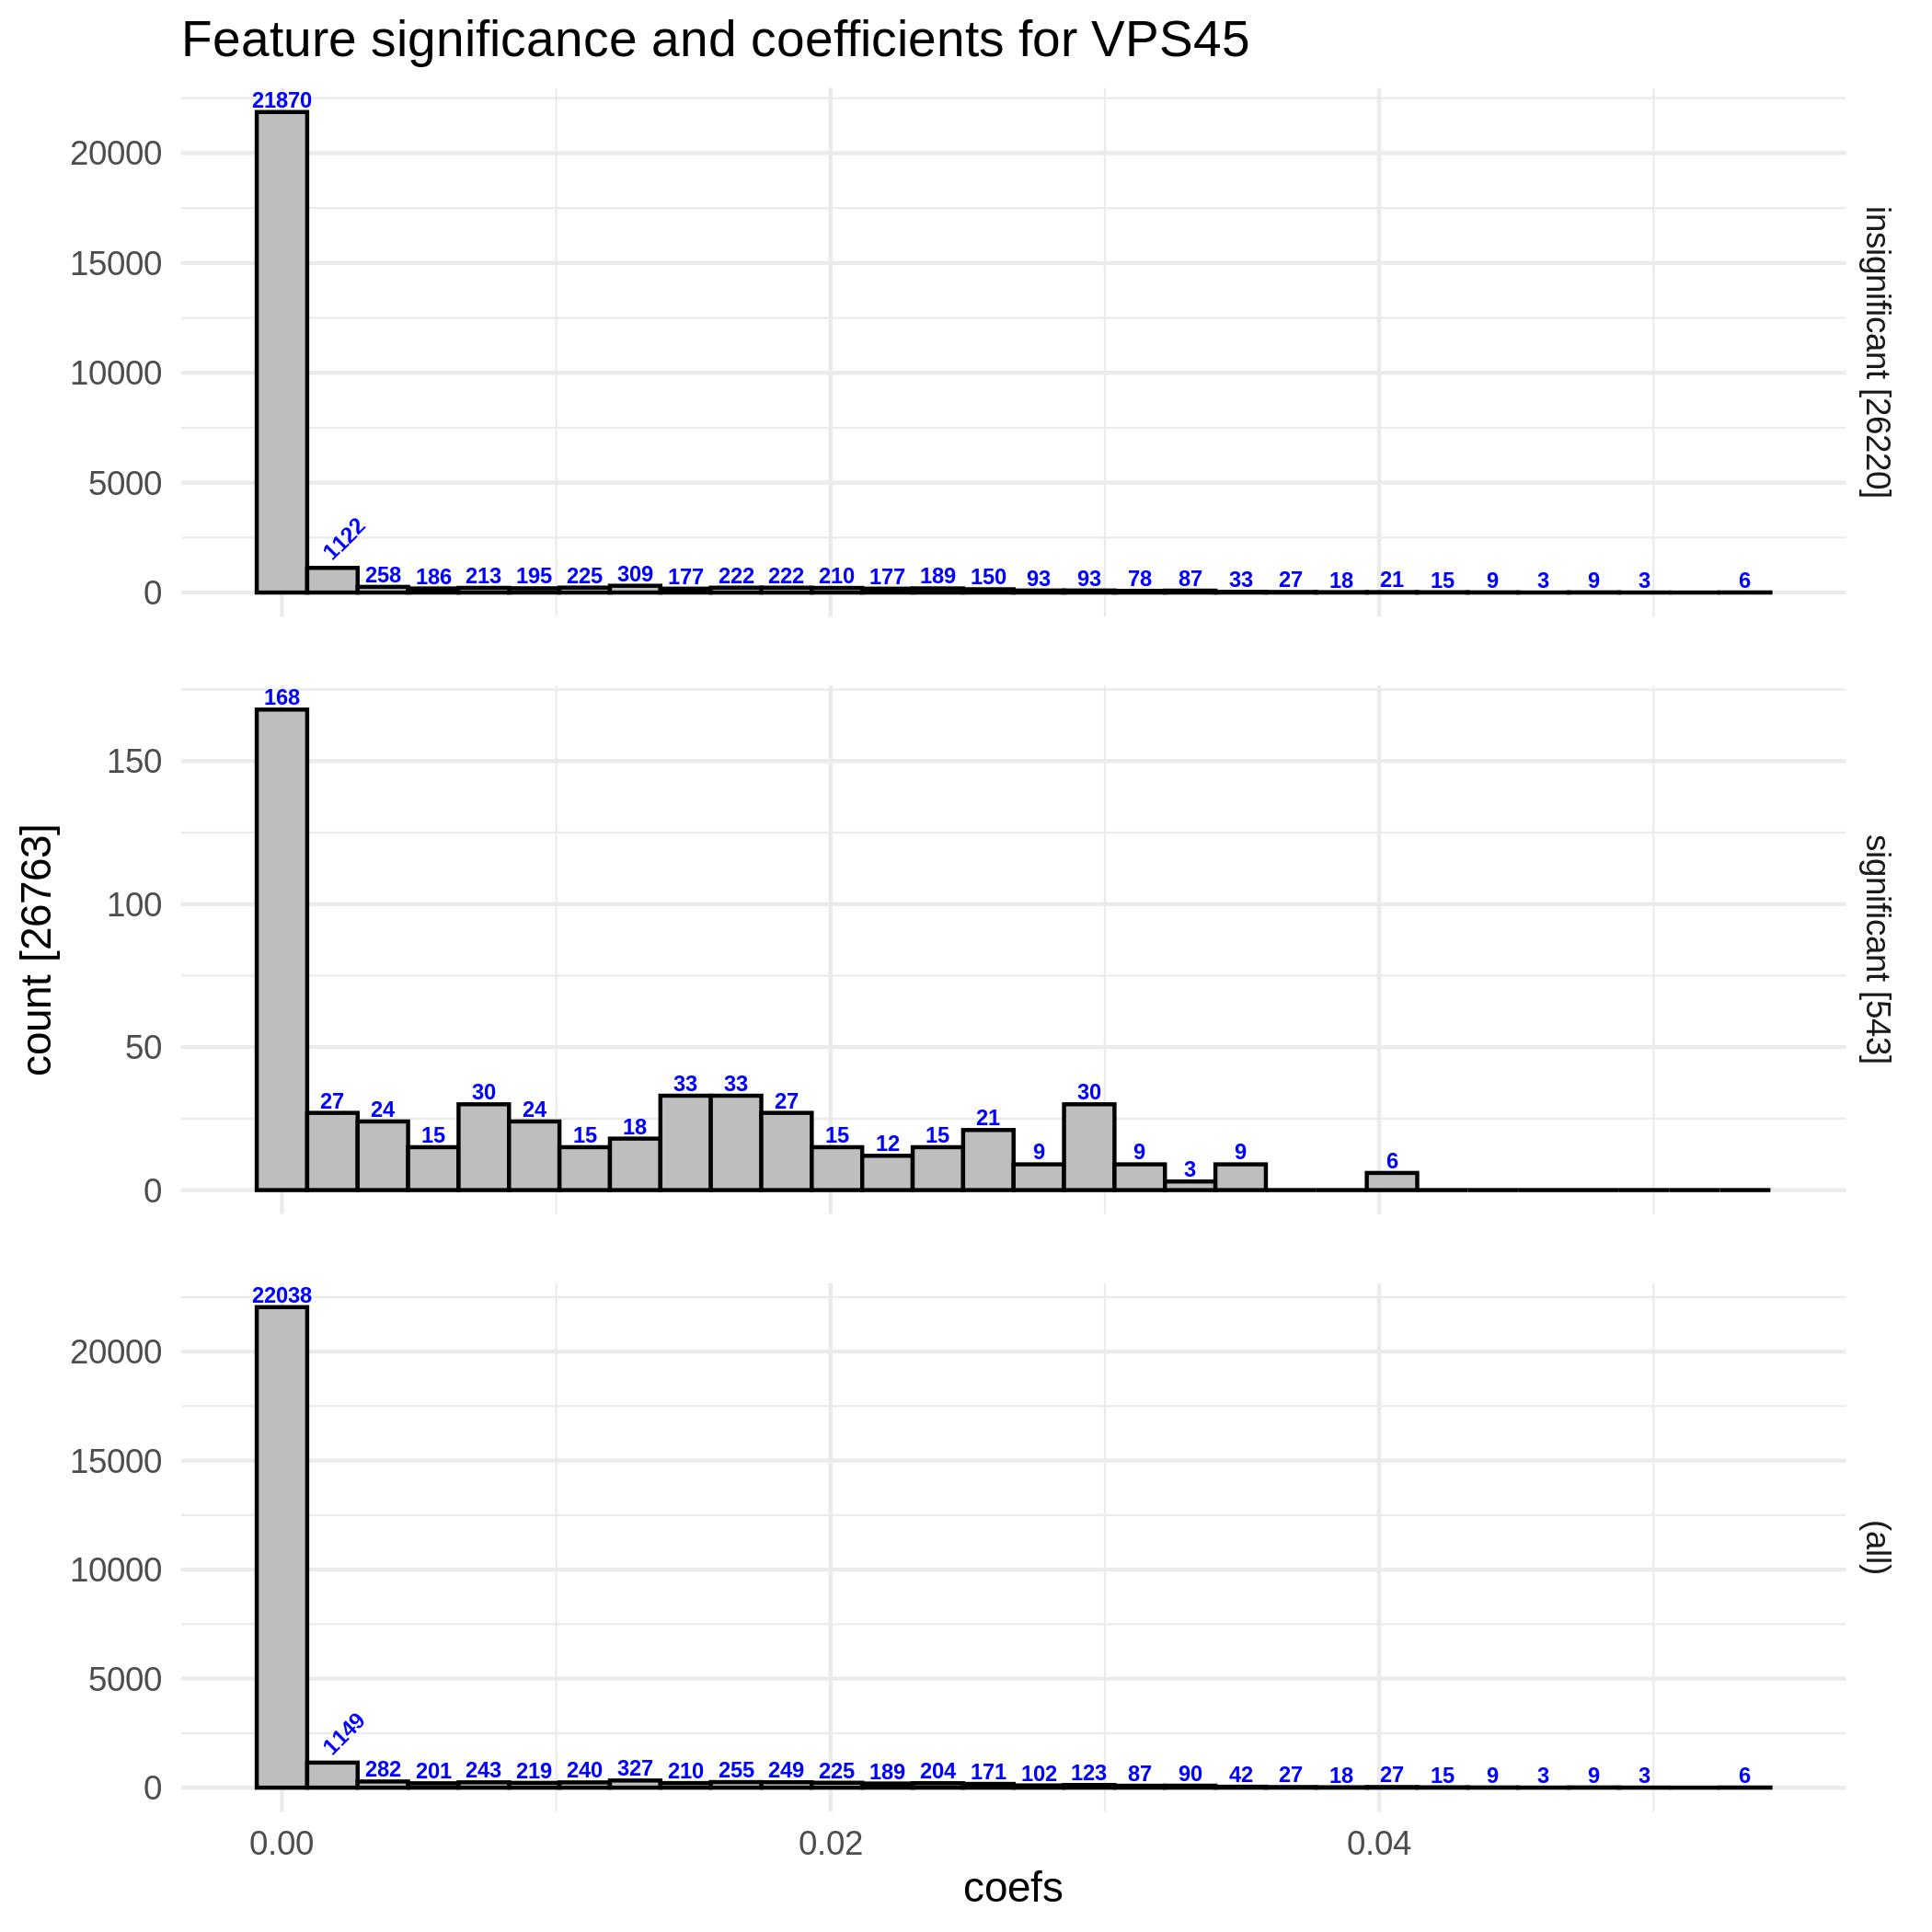 Feature significance and coefficients for VPS45
count [26763]
21870
20000
15000
10000
5000
0
1122
258 186 213 195 225 309 177 222 222 210 177 189 150 93 93 78 87 33 27 18 21 15 9 3 9 3 6
insignificant [26220]
168
150
100
50
0
27 24 15 30 24 15 18 33 33 27 15 12 15 21 9 30 9 3 9 6
significant [543]
22038
20000
15000
10000
5000
0
1149
282 201 243 219 240 327 210 255 249 225 189 204 171 102 123 87 90 42 27 18 27 15 9 3 9 3 6
(all)
0.00 0.02 0.04
coefs